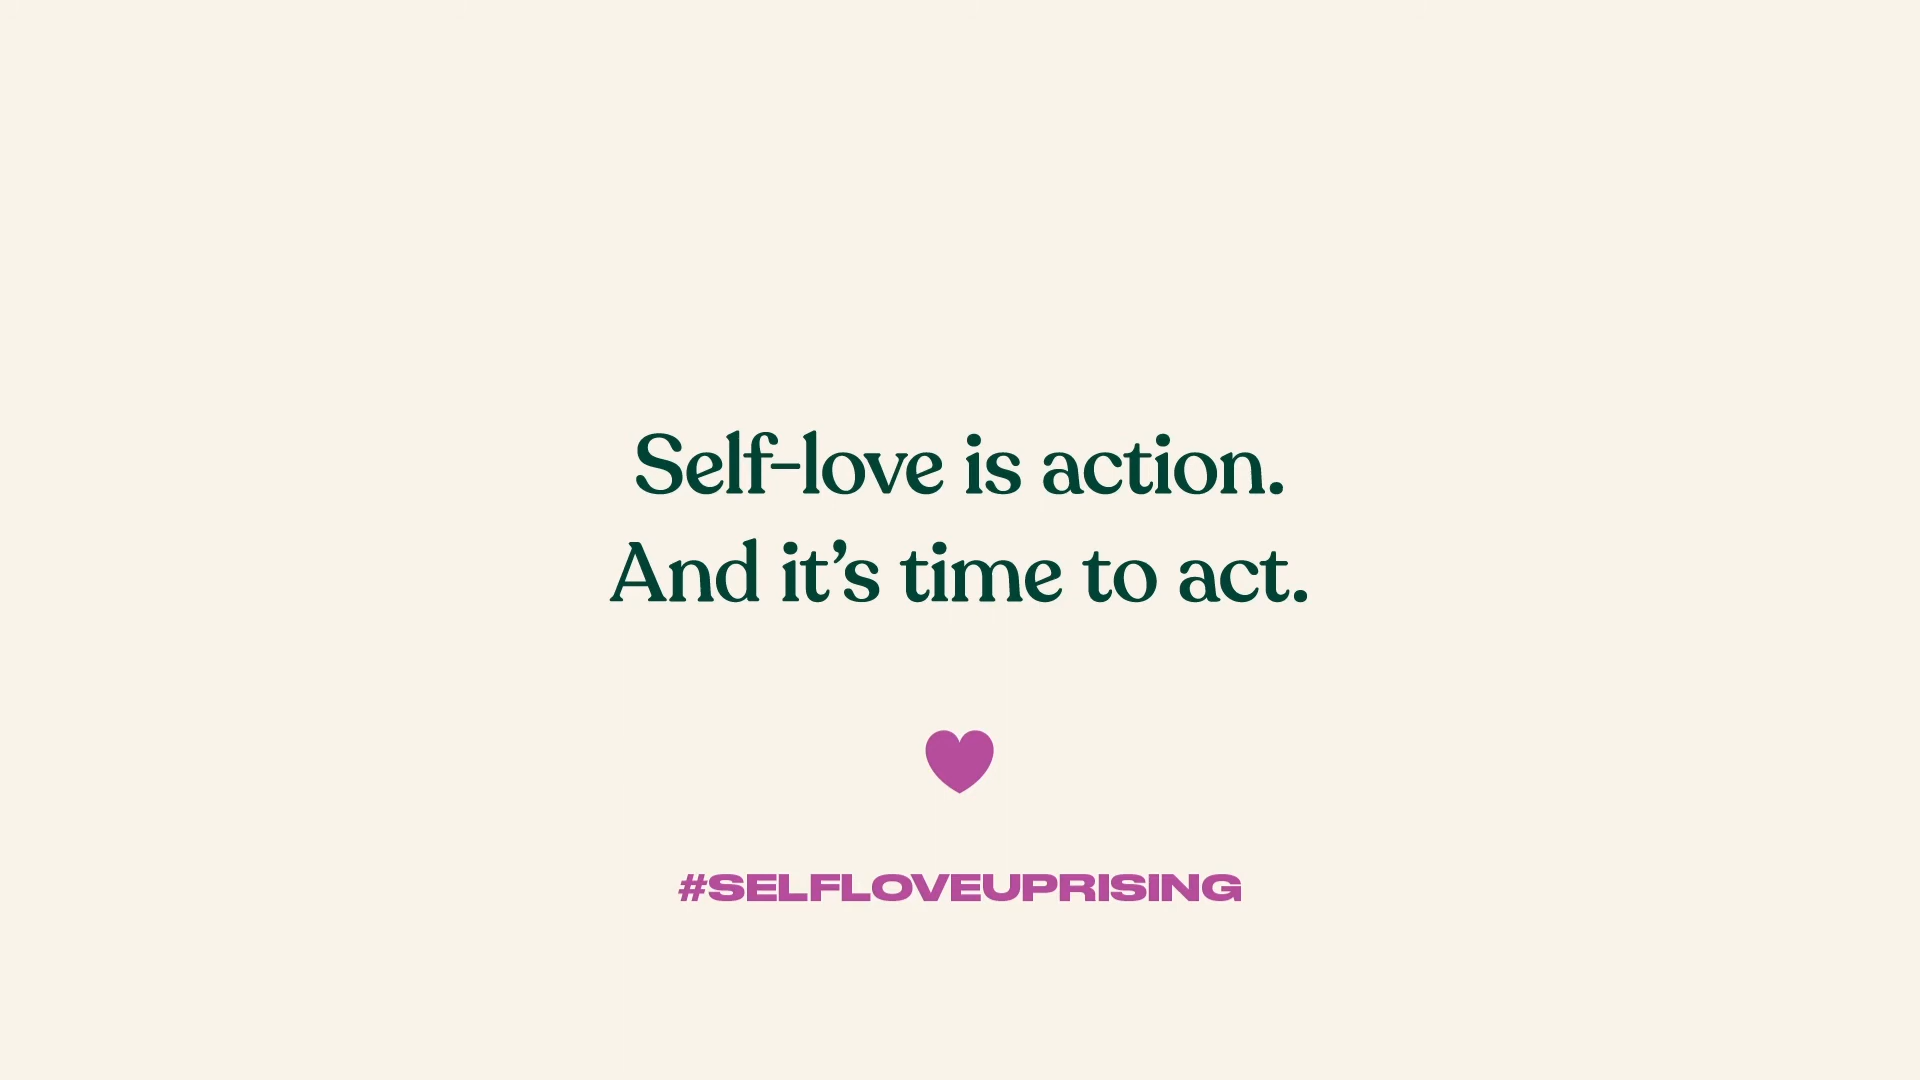 Self-love is action.
And it’s time to act.
#SELFLOVEUPRISING